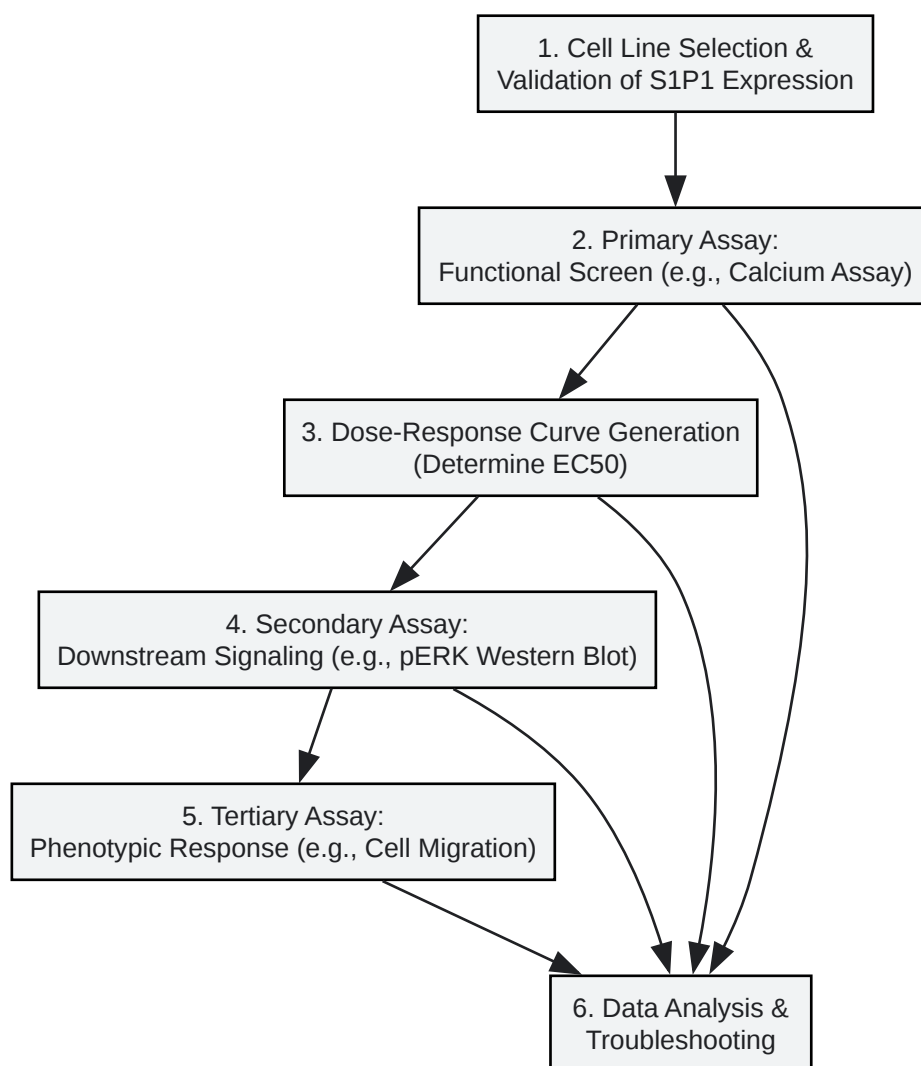 1. Cell Line Selection &
Validation of S1P1 Expression
2. Primary Assay:
Functional Screen (e.g., Calcium Assay)
3. Dose-Response Curve Generation
(Determine EC50)
4. Secondary Assay:
Downstream Signaling (e.g., pERK Western Blot)
5. Tertiary Assay:
Phenotypic Response (e.g., Cell Migration)
6. Data Analysis &
Troubleshooting